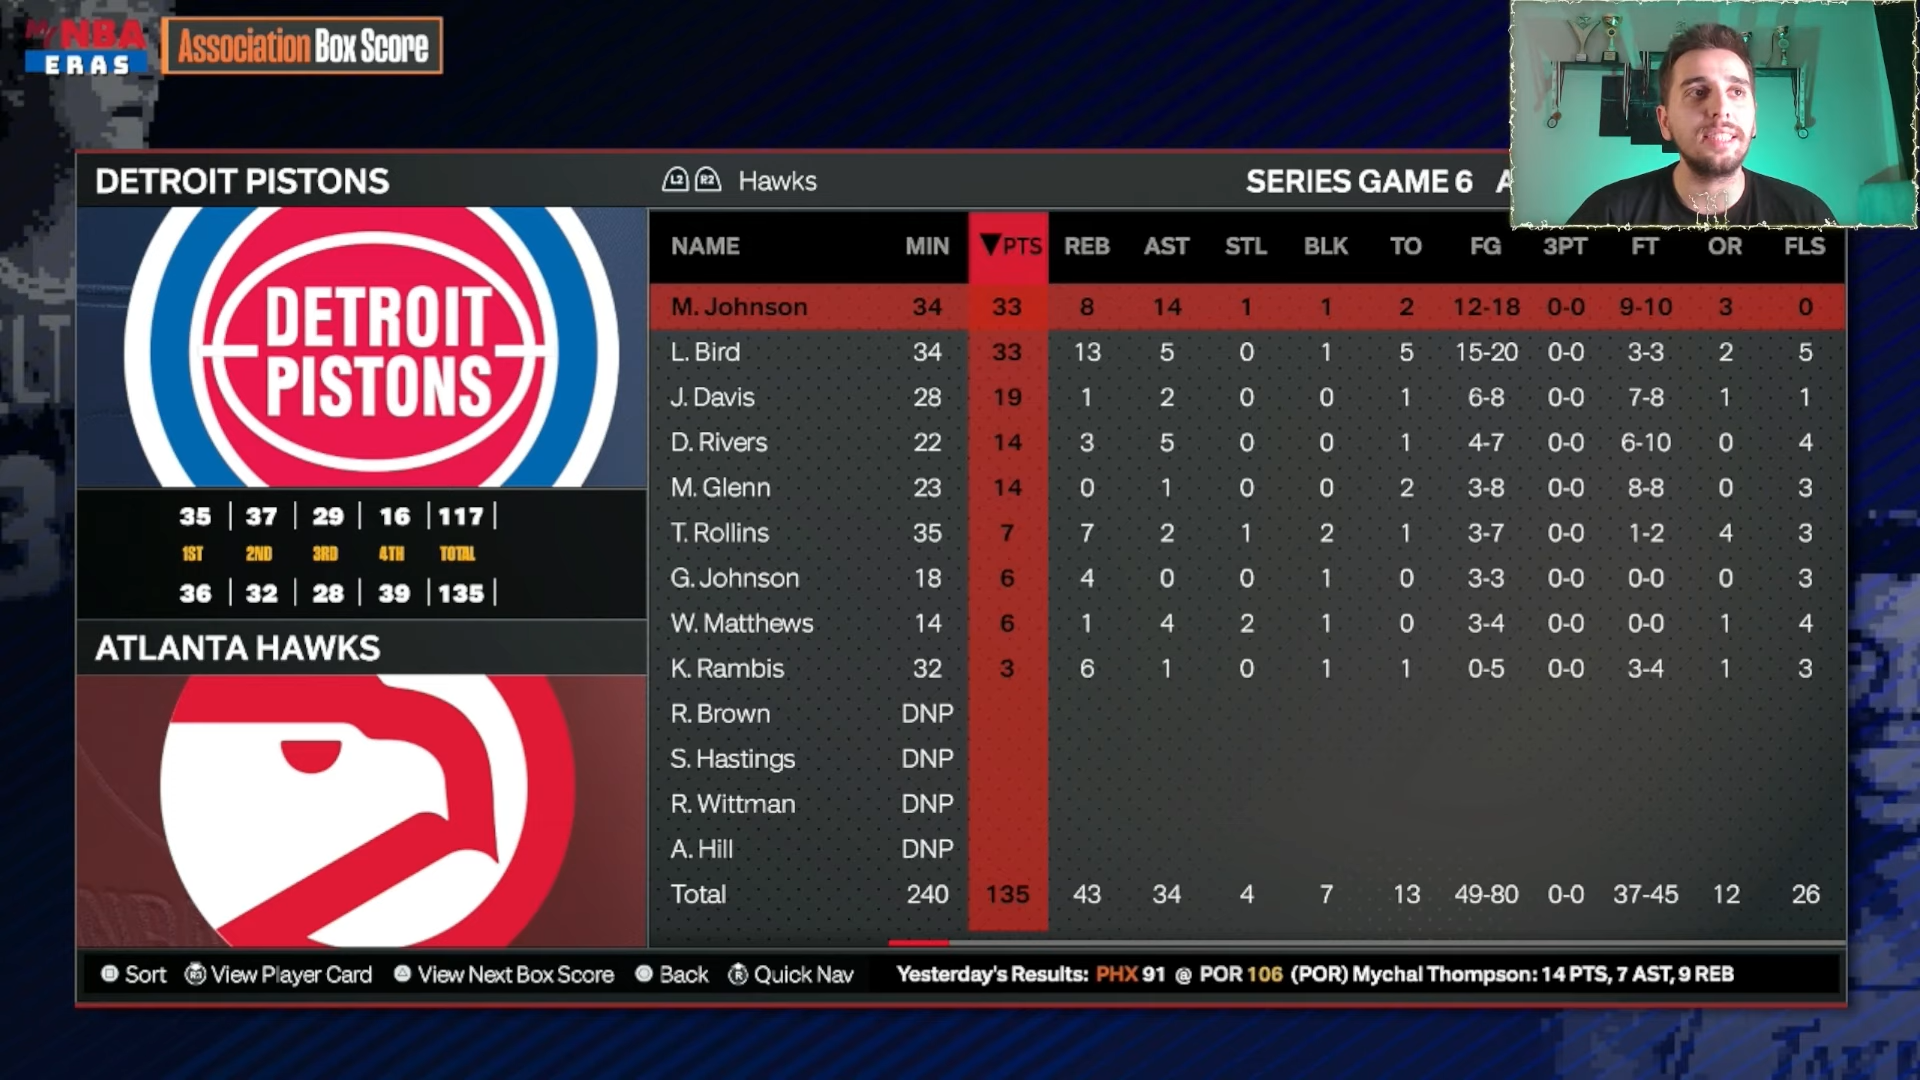 My NBA
ERAS
Association Box Score
DETROIT PISTONS
L2 R2 Hawks
SERIES GAME 6 A
DETROIT
PISTONS
35 | 37 | 29 | 16 | 117 |
1ST 2ND 3RD 4TH TOTAL
36 | 32 | 28 | 39 | 135 |
ATLANTA HAWKS
NAME MIN ▼PTS REB AST STL BLK TO FG 3PT FT OR FLS
M. Johnson 34 33 8 14 1 1 2 12-18 0-0 9-10 3 0
L. Bird 34 33 13 5 0 1 5 15-20 0-0 3-3 2 5
J. Davis 28 19 1 2 0 0 1 6-8 0-0 7-8 1 1
D. Rivers 22 14 3 5 0 0 1 4-7 0-0 6-10 0 4
M. Glenn 23 14 0 1 0 0 2 3-8 0-0 8-8 0 3
T. Rollins 35 7 7 2 1 2 1 3-7 0-0 1-2 4 3
G. Johnson 18 6 4 0 0 1 0 3-3 0-0 0-0 0 3
W. Matthews 14 6 1 4 2 1 0 3-4 0-0 0-0 1 4
K. Rambis 32 3 6 1 0 1 1 0-5 0-0 3-4 1 3
R. Brown DNP
S. Hastings DNP
R. Wittman DNP
A. Hill DNP
Total 240 135 43 34 4 7 13 49-80 0-0 37-45 12 26
Sort View Player Card View Next Box Score Back Quick Nav
Yesterday's Results: PHX 91 @ POR 106 (POR) Mychal Thompson: 14 PTS, 7 AST, 9 REB